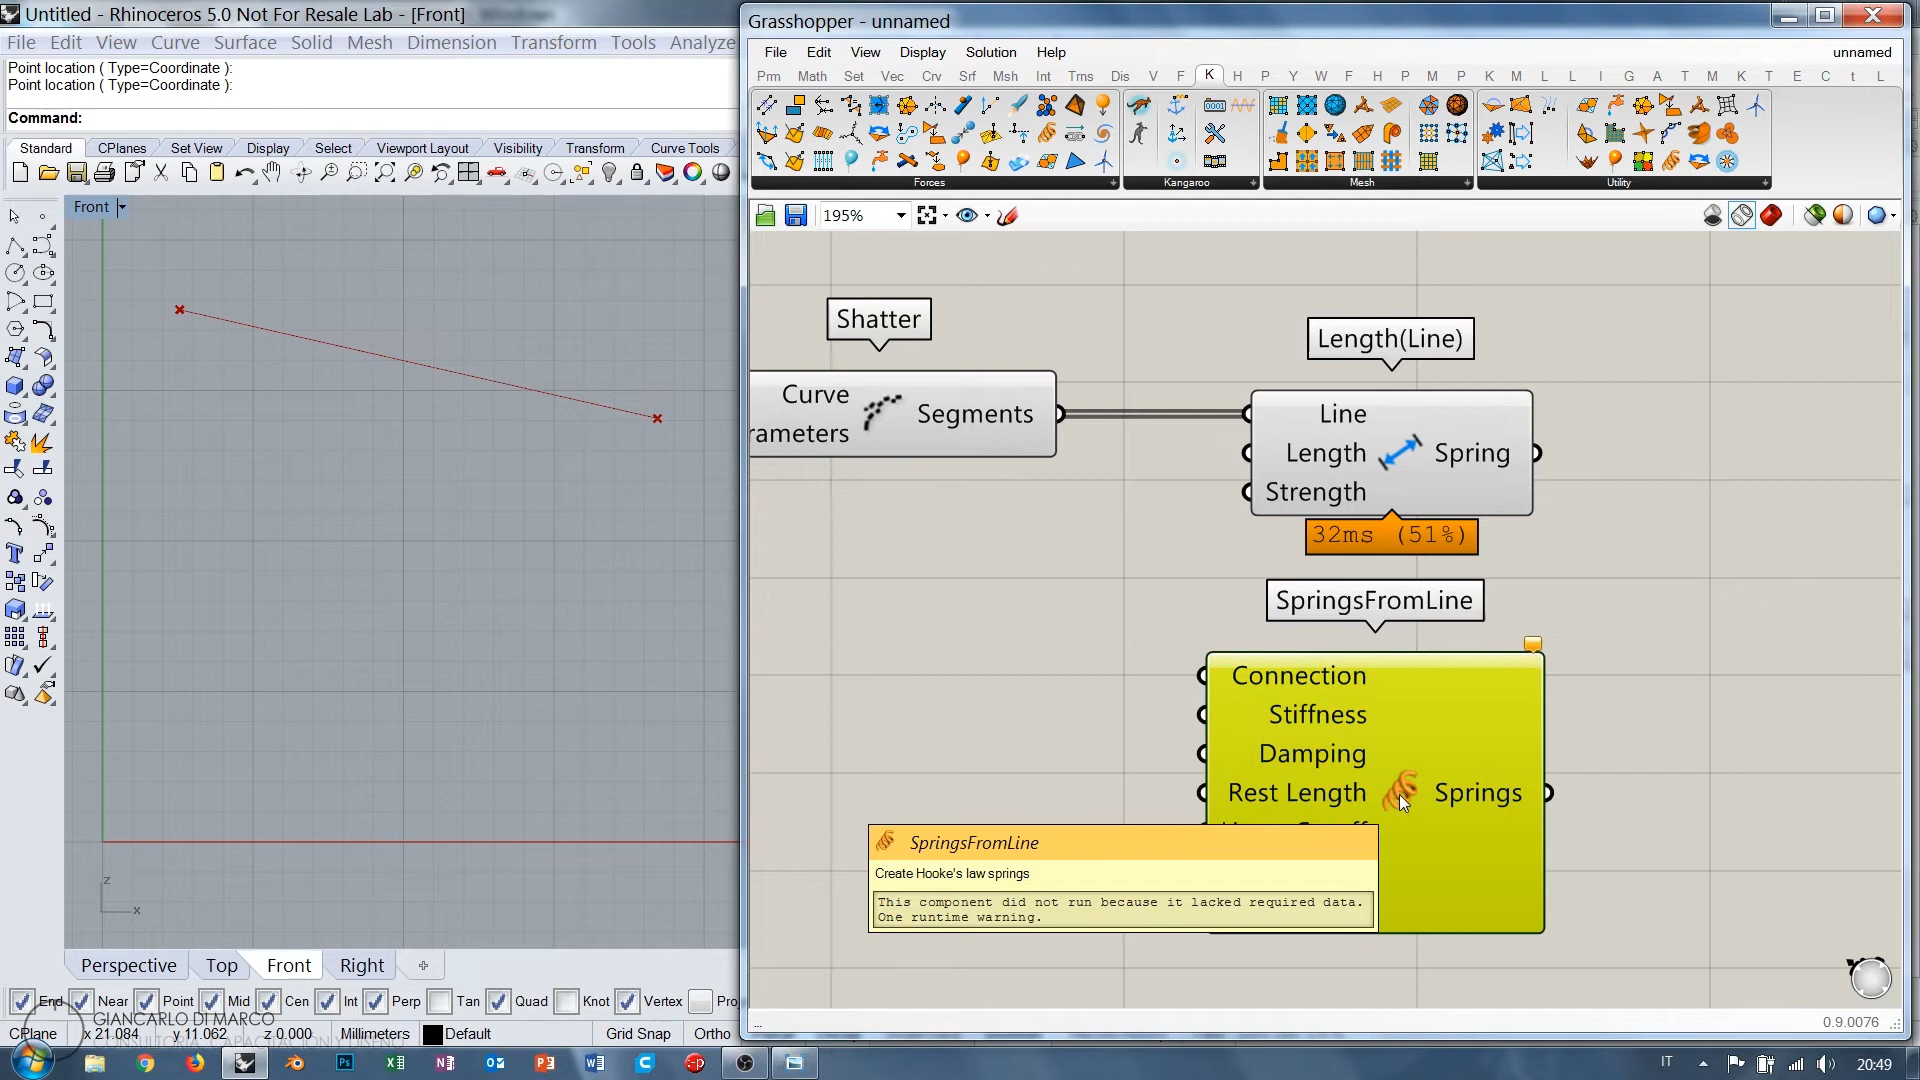 Untitled - Rhinoceros 5.0 Not For Resale Lab - [Front]
File Edit View Curve Surface Solid Mesh Dimension Transform Tools Analyze
Point location ( Type=Coordinate ):
Point location ( Type=Coordinate ):
Command:
Standard CPlanes Set View Display Select Viewport Layout Visibility Transform Curve Tools
Front
z
x
Perspective Top Front Right
End Near Point Mid Cen Int Perp Tan Quad Knot Vertex Pro
GIANCARLO DI MARCO
CPlane x 21.084 y 11.062 z 0.000 Millimeters Default Grid Snap Ortho
Grasshopper - unnamed
File Edit View Display Solution Help unnamed
Prm Math Set Vec Crv Srf Msh Int Trns Dis V F K H P Y W F H P M P K M L L I G A T M K T E C t L
Forces Kangaroo Mesh Utility
195%
Shatter
Curve
rameters
Segments
Length(Line)
Line
Length
Strength
Spring
32ms (51%)
SpringsFromLine
Connection
Stiffness
Damping
Rest Length
Springs
SpringsFromLine
Create Hooke's law springs
This component did not run because it lacked required data.
One runtime warning.
...
0.9.0076
IT 20:49